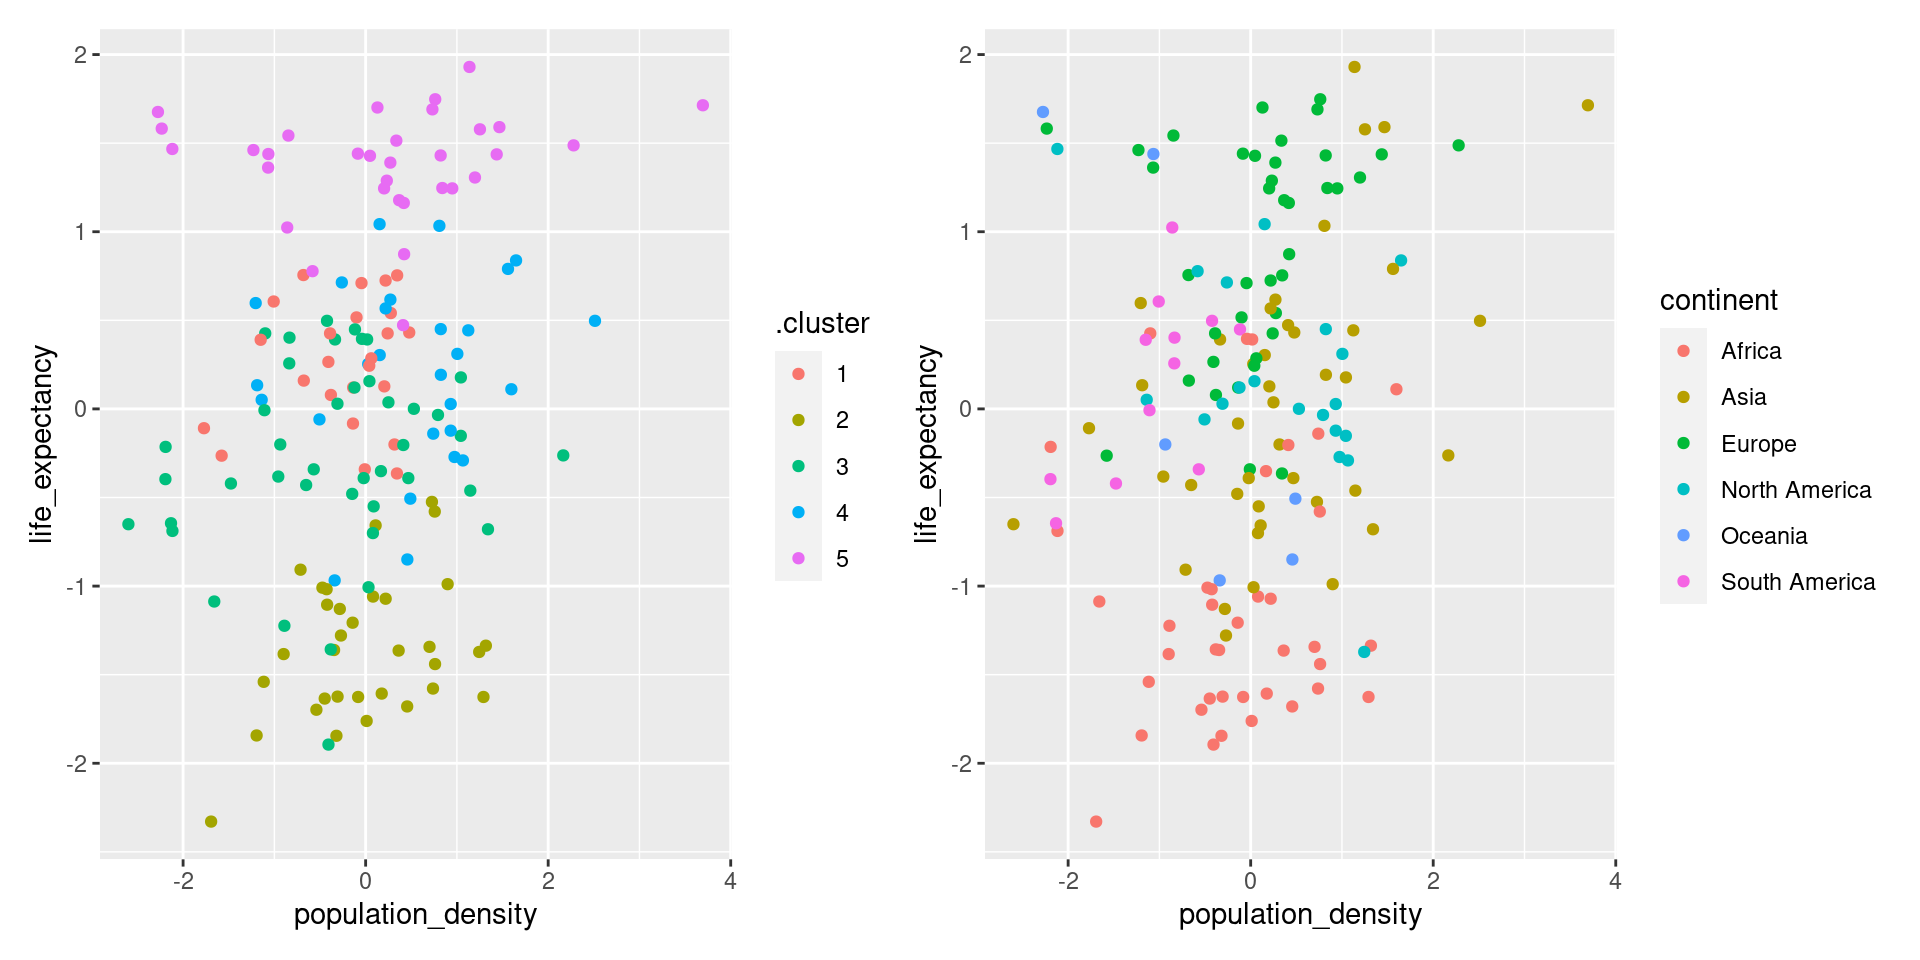 2
1
0
-1
-2
life_expectancy
-2
0
2
4
population_density
.cluster
1
2
3
4
5
2
1
0
-1
-2
life_expectancy
-2
0
2
4
population_density
continent
Africa
Asia
Europe
North America
Oceania
South America